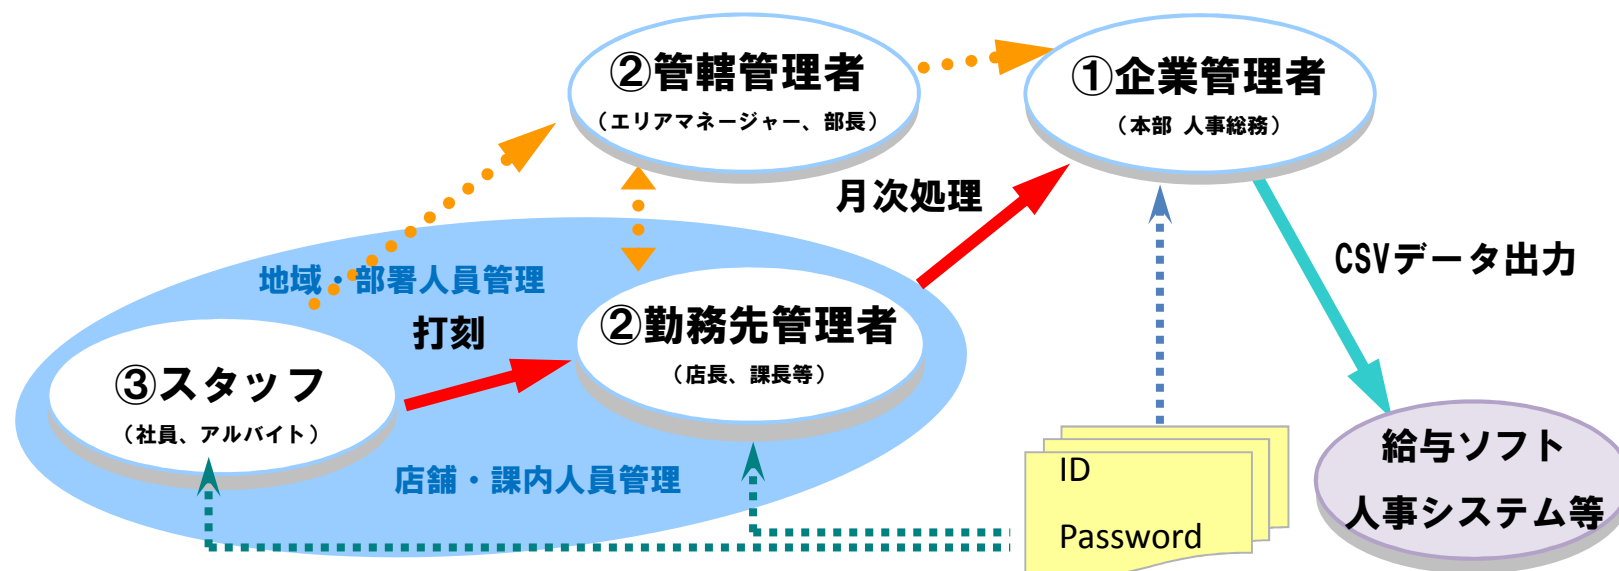 ②管轄管理者
（エリアマネージャー、部長）
①企業管理者
（本部 人事総務）
月次処理
地域・部署人員管理
打刻
②勤務先管理者
（店長、課長等）
CSVデータ出力
③スタッフ
（社員、アルバイト）
店舗・課内人員管理
ID
Password
給与ソフト
人事システム等